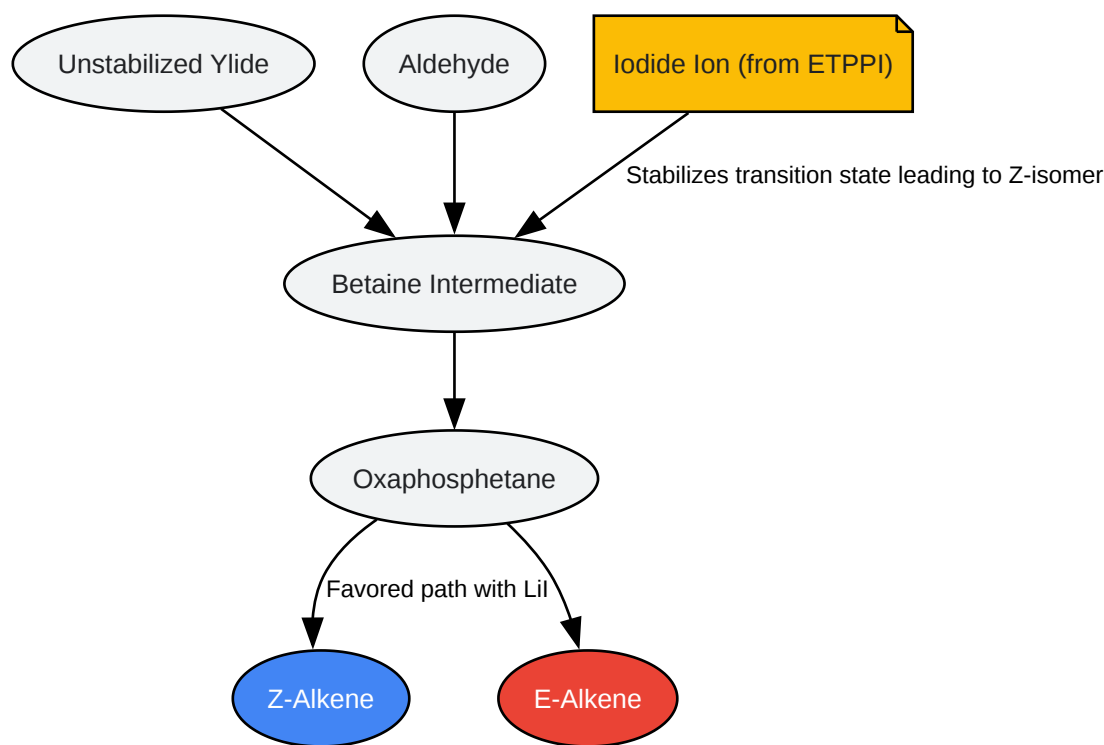 Unstabilized Ylide
Aldehyde
Iodide Ion (from ETPPI)
Stabilizes transition state leading to Z-isomer
Betaine Intermediate
Oxaphosphetane
Favored path with LiI
Z-Alkene
E-Alkene